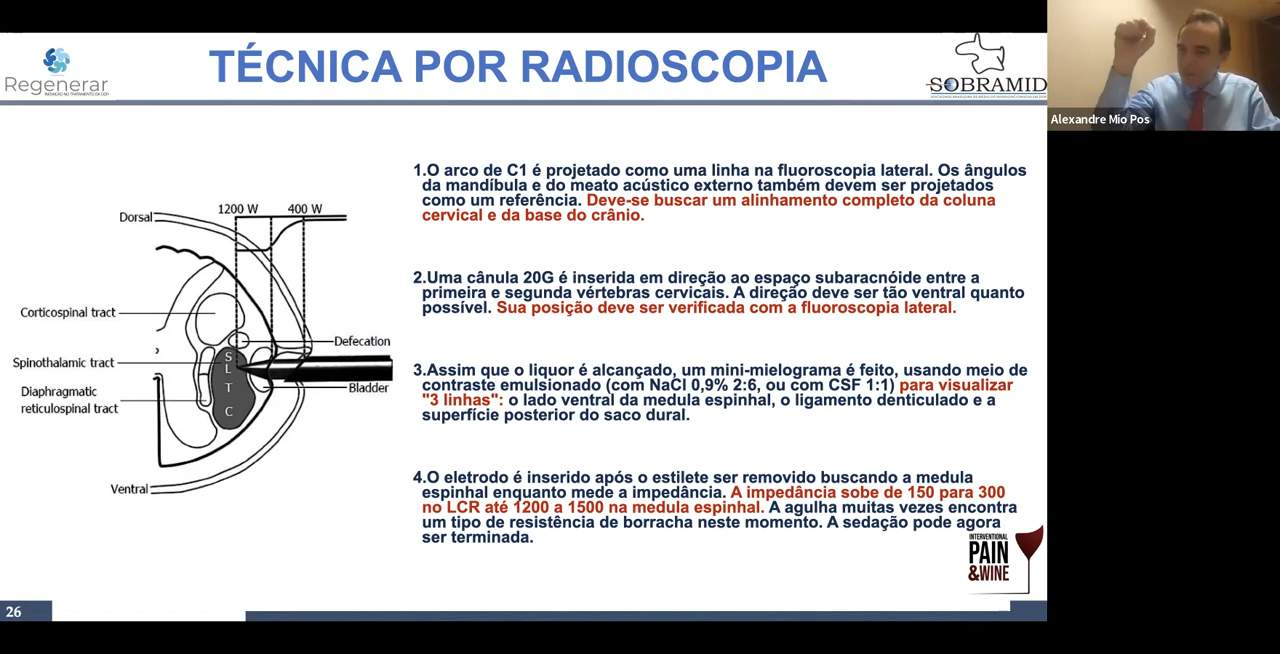 Regenerar
INOVAÇÃO NO TRATAMENTO DA DOR
TÉCNICA POR RADIOSCOPIA
SOBRAMID
Alexandre Mio Pos
1200 W
400 W
Dorsal
Corticospinal tract
Spinothalamic tract
Diaphragmatic
reticulospinal tract
Ventral
Defecation
Bladder
S
L
T
C
1.O arco de C1 é projetado como uma linha na fluoroscopia lateral. Os ângulos
da mandíbula e do meato acústico externo também devem ser projetados
como um referência. Deve-se buscar um alinhamento completo da coluna
cervical e da base do crânio.
2.Uma cânula 20G é inserida em direção ao espaço subaracnóide entre a
primeira e segunda vértebras cervicais. A direção deve ser tão ventral quanto
possível. Sua posição deve ser verificada com a fluoroscopia lateral.
3.Assim que o liquor é alcançado, um mini-mielograma é feito, usando meio de
contraste emulsionado (com NaCl 0,9% 2:6, ou com CSF 1:1) para visualizar
"3 linhas": o lado ventral da medula espinhal, o ligamento denticulado e a
superfície posterior do saco dural.
4.O eletrodo é inserido após o estilete ser removido buscando a medula
espinhal enquanto mede a impedância. A impedância sobe de 150 para 300
no LCR até 1200 a 1500 na medula espinhal. A agulha muitas vezes encontra
um tipo de resistência de borracha neste momento. A sedação pode agora
ser terminada.
INTERVENTIONAL
PAIN
&WINE
26